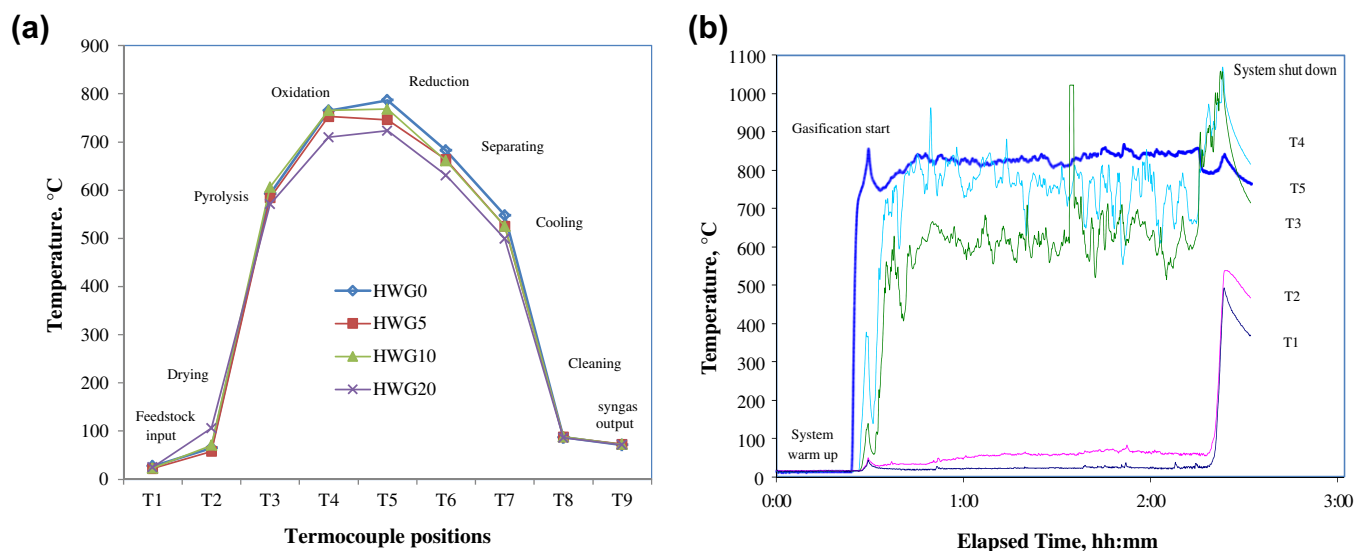 (a)
900
800
700
600
500
400
300
200
100
0
Temperature. °C
Feedstock
input
Drying
Pyrolysis
Oxidation
Reduction
Separating
Cooling
Cleaning
syngas
output
HWG0
HWG5
HWG10
HWG20
T1 T2 T3 T4 T5 T6 T7 T8 T9
Termocouple positions
(b)
1100
1000
900
800
700
600
500
400
300
200
100
0
Temperature, °C
System shut down
Gasification start
T4
T5
T3
T2
T1
System
warm up
0:00 1:00 2:00 3:00
Elapsed Time, hh:mm